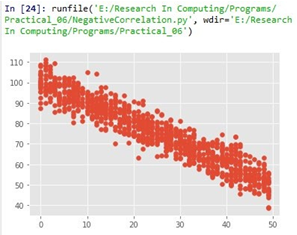 In [24]: runfile('E:/Research In Computing/Programs/
Practical_06/NegativeCorrelation.py', wdir='E:/Research
In Computing/Programs/Practical_06')
110
100
90
80
70
60
50
40
0 10 20 30 40 50